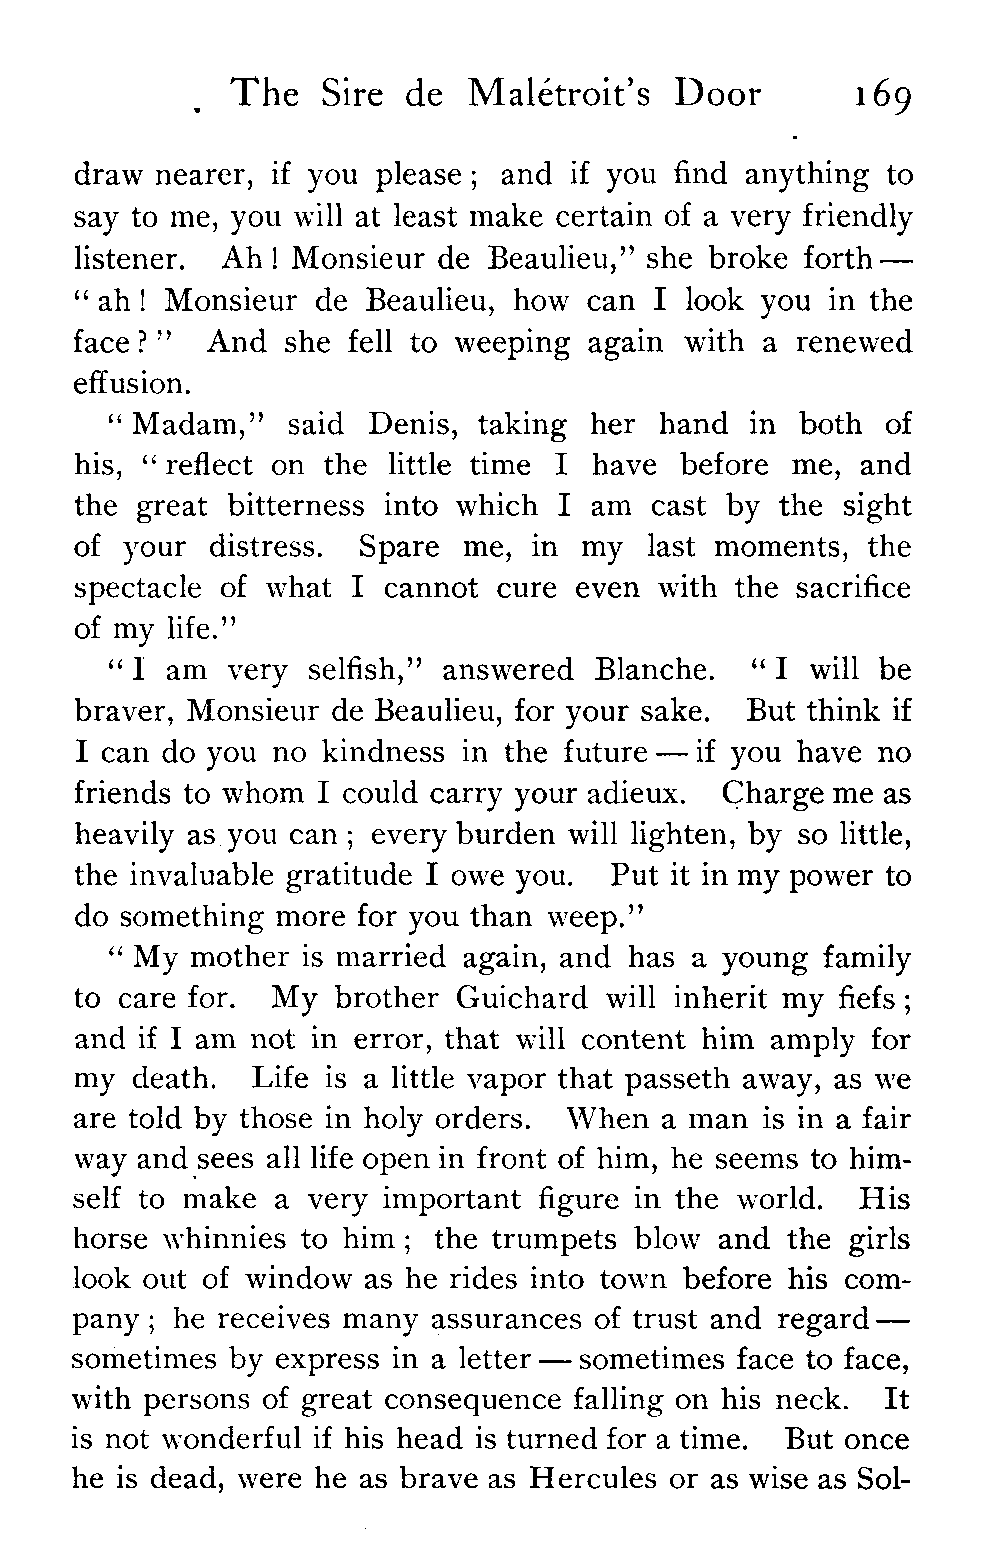 The Sire de Malétroit's Door 169
draw nearer, if you please ; and if you find anything to
say to me, you will at least make certain of a very friendly
listener. Ah ! Monsieur de Beaulieu," she broke forth —
" ah ! Monsieur de Beaulieu, how can I look you in the
face ? " And she fell to weeping again with a renewed
effusion.
" Madam," said Denis, taking her hand in both of
his, " reflect on the little time I have before me, and
the great bitterness into which I am cast by the sight
of your distress. Spare me, in my last moments, the
spectacle of what I cannot cure even with the sacrifice
of my life."
" I am very selfish," answered Blanche. " I will be
braver, Monsieur de Beaulieu, for your sake. But think if
I can do you no kindness in the future — if you have no
friends to whom I could carry your adieux. Charge me as
heavily as you can ; every burden will lighten, by so little,
the invaluable gratitude I owe you. Put it in my power to
do something more for you than weep."
" My mother is married again, and has a young family
to care for. My brother Guichard will inherit my fiefs ;
and if I am not in error, that will content him amply for
my death. Life is a little vapor that passeth away, as we
are told by those in holy orders. When a man is in a fair
way and sees all life open in front of him, he seems to him-
self to make a very important figure in the world. His
horse whinnies to him ; the trumpets blow and the girls
look out of window as he rides into town before his com-
pany ; he receives many assurances of trust and regard —
sometimes by express in a letter — sometimes face to face,
with persons of great consequence falling on his neck. It
is not wonderful if his head is turned for a time. But once
he is dead, were he as brave as Hercules or as wise as Sol-